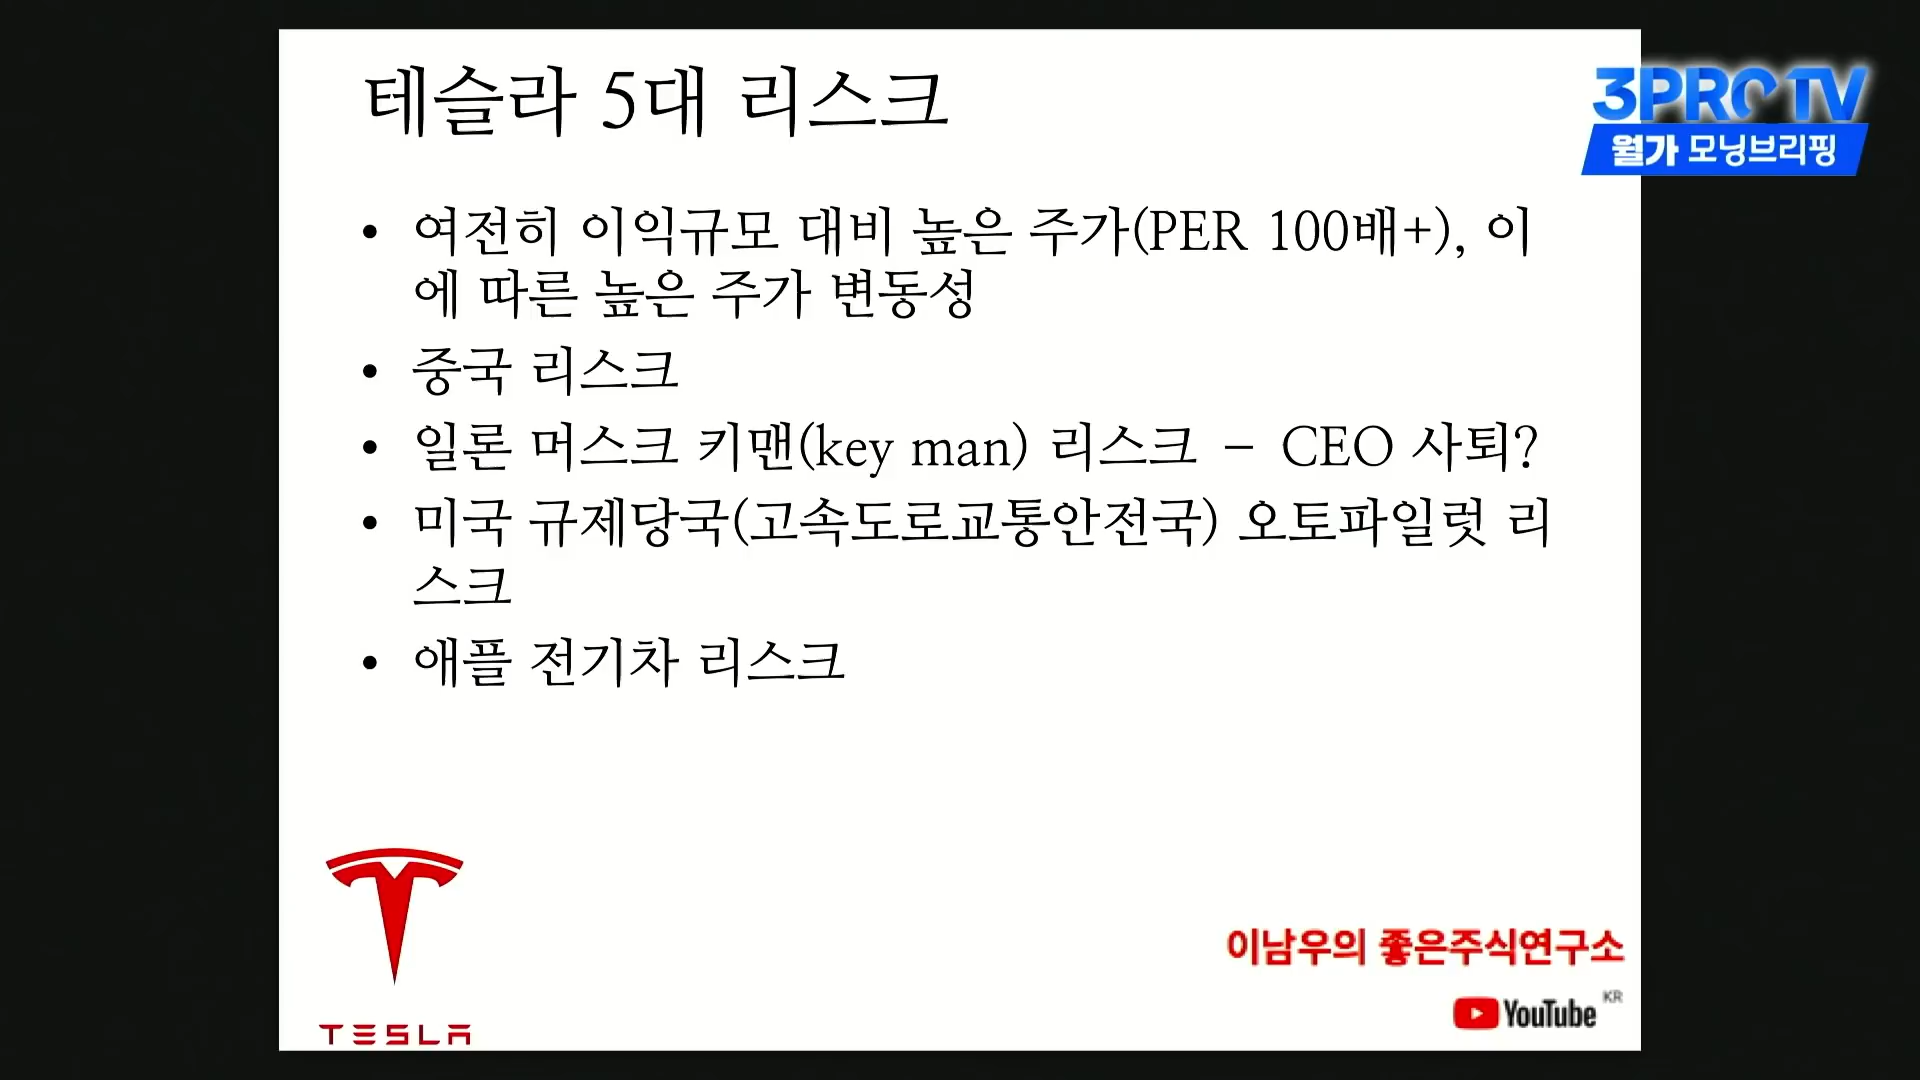 테슬라 5대 리스크
3PROTV
월가 모닝브리핑
• 여전히 이익규모 대비 높은 주가(PER 100배+), 이
에 따른 높은 주가 변동성
• 중국 리스크
• 일론 머스크 키맨(key man) 리스크 – CEO 사퇴?
• 미국 규제당국(고속도로교통안전국) 오토파일럿 리
스크
• 애플 전기차 리스크
TESLA
이남우의 좋은주식연구소
YouTube KR